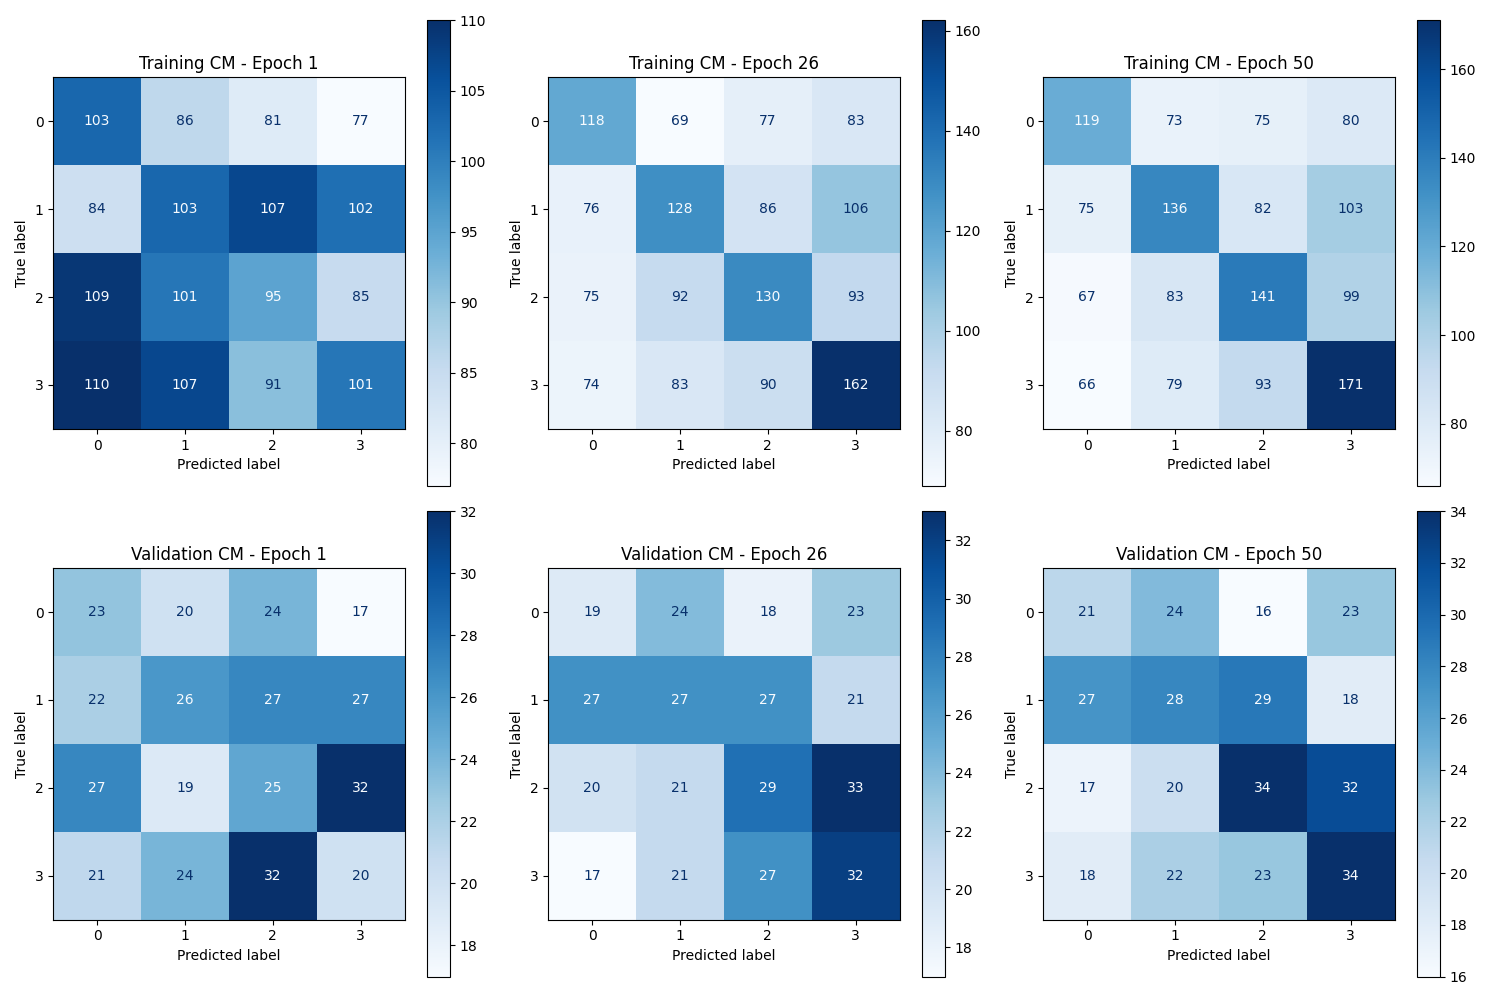 Training CM - Epoch 1
True label
0 103 86 81 77
1 84 103 107 102
2 109 101 95 85
3 110 107 91 101
0 1 2 3
Predicted label
110
105
100
95
90
85
80
Training CM - Epoch 26
True label
0 118 69 77 83
1 76 128 86 106
2 75 92 130 93
3 74 83 90 162
0 1 2 3
Predicted label
160
140
120
100
80
Training CM - Epoch 50
True label
0 119 73 75 80
1 75 136 82 103
2 67 83 141 99
3 66 79 93 171
0 1 2 3
Predicted label
160
140
120
100
80
Validation CM - Epoch 1
True label
0 23 20 24 17
1 22 26 27 27
2 27 19 25 32
3 21 24 32 20
0 1 2 3
Predicted label
32
30
28
26
24
22
20
18
Validation CM - Epoch 26
True label
0 19 24 18 23
1 27 27 27 21
2 20 21 29 33
3 17 21 27 32
0 1 2 3
Predicted label
32
30
28
26
24
22
20
18
Validation CM - Epoch 50
True label
0 21 24 16 23
1 27 28 29 18
2 17 20 34 32
3 18 22 23 34
0 1 2 3
Predicted label
34
32
30
28
26
24
22
20
18
16